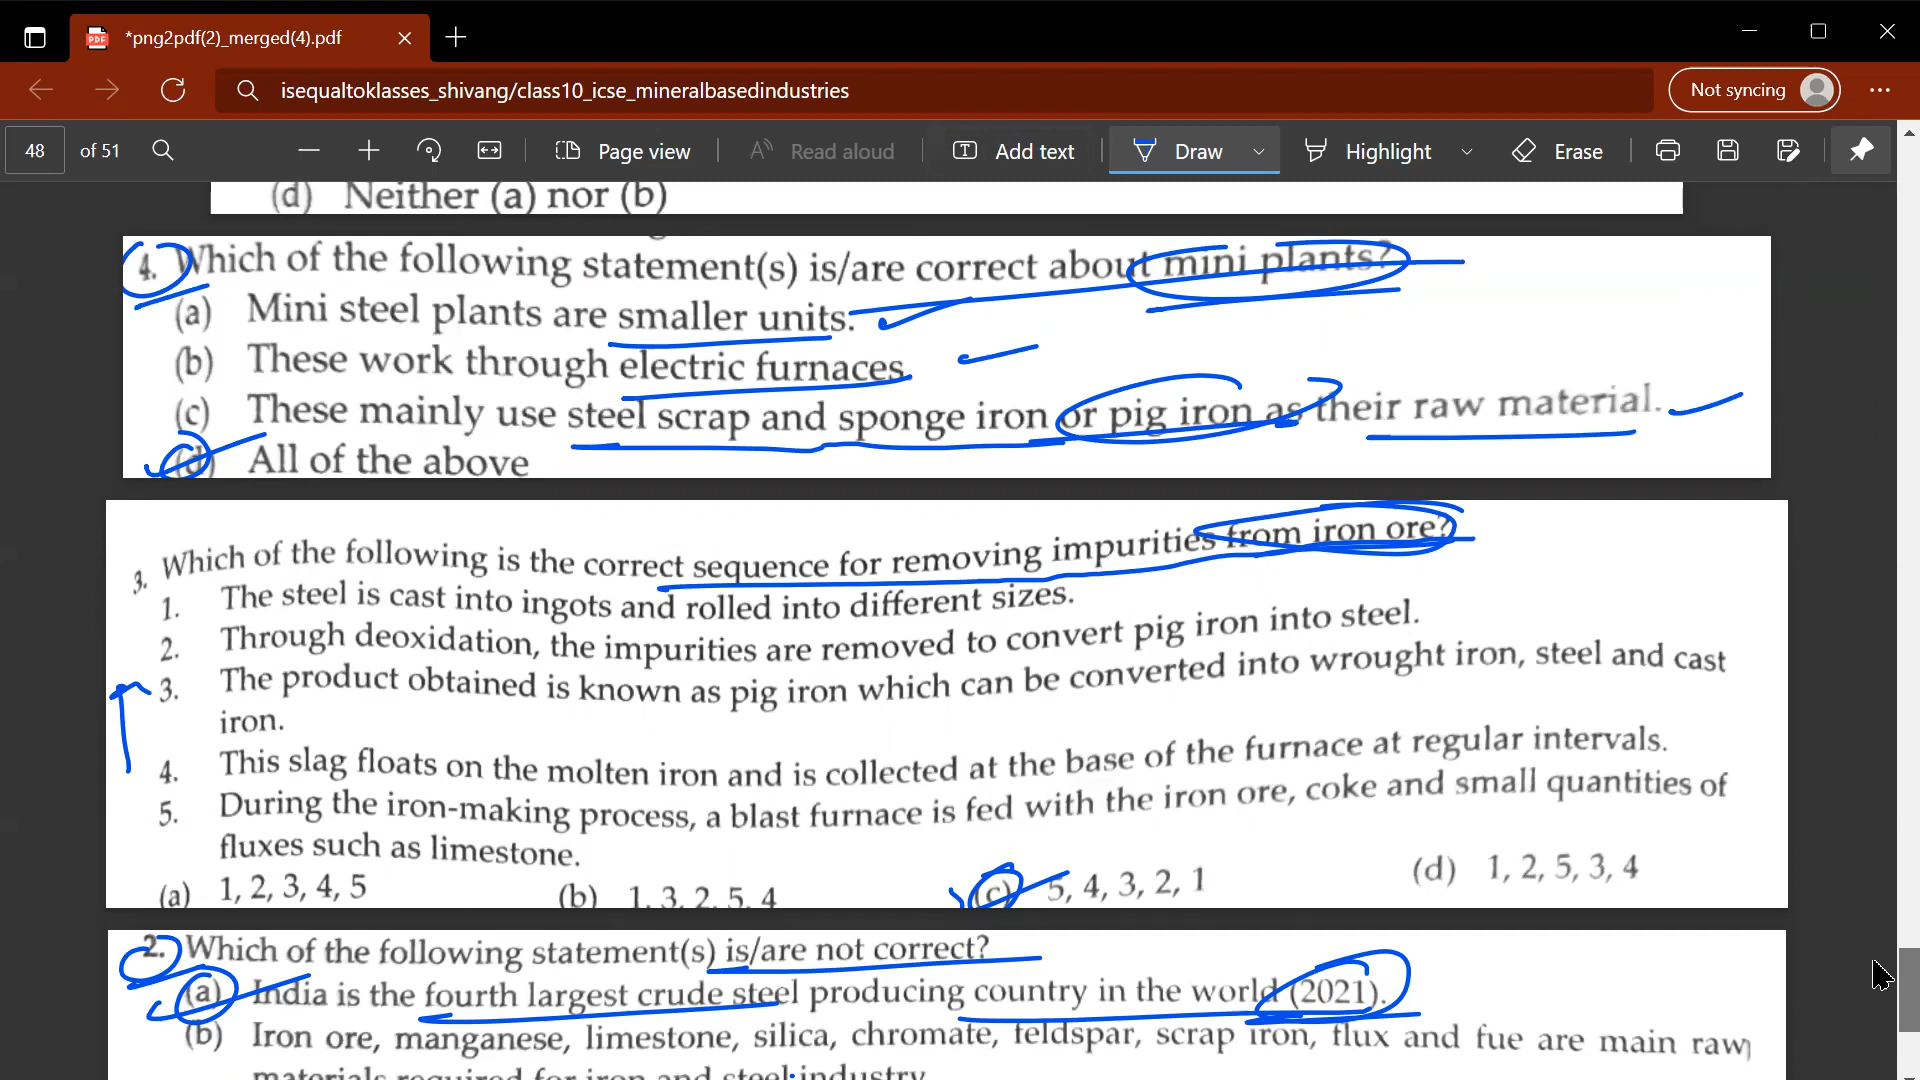 *png2pdf(2)_merged(4).pdf
isequaltoklasses_shivang/class10_icse_mineralbasedindustries
Not syncing
48 of 51
Page view
Read aloud
Add text
Draw
Highlight
Erase
(d) Neither (a) nor (b)
4. Which of the following statement(s) is/are correct about mini plants?
(a) Mini steel plants are smaller units.
(b) These work through electric furnaces.
(c) These mainly use steel scrap and sponge iron or pig iron as their raw material.
(d) All of the above
3. Which of the following is the correct sequence for removing impurities from iron ore?
1. The steel is cast into ingots and rolled into different sizes.
2. Through deoxidation, the impurities are removed to convert pig iron into steel.
3. The product obtained is known as pig iron which can be converted into wrought iron, steel and cast
iron.
4. This slag floats on the molten iron and is collected at the base of the furnace at regular intervals.
5. During the iron-making process, a blast furnace is fed with the iron ore, coke and small quantities of
fluxes such as limestone.
(a) 1, 2, 3, 4, 5 (b) 1, 3, 2, 5, 4 (c) 5, 4, 3, 2, 1 (d) 1, 2, 5, 3, 4
2. Which of the following statement(s) is/are not correct?
(a) India is the fourth largest crude steel producing country in the world (2021).
(b) Iron ore, manganese, limestone, silica, chromate, feldspar, scrap iron, flux and fue are main raw
materials required for iron and steel industry